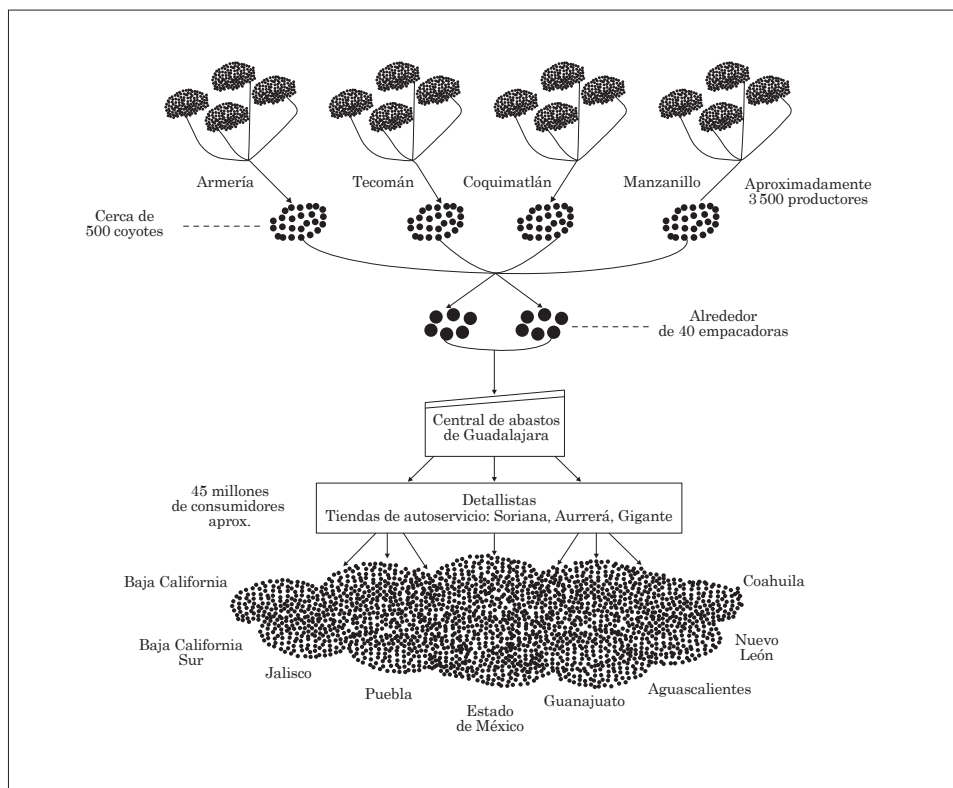 Armería
Tecomán
Coquimatlán
Manzanillo
Aproximadamente
3 500 productores
Cerca de
500 coyotes
Alrededor
de 40 empacadoras
Central de abastos
de Guadalajara
45 millones
de consumidores
aprox.
Detallistas
Tiendas de autoservicio: Soriana, Aurrerá, Gigante
Baja California
Coahuila
Baja California
Sur
Nuevo
León
Jalisco
Puebla
Estado
de México
Guanajuato
Aguascalientes